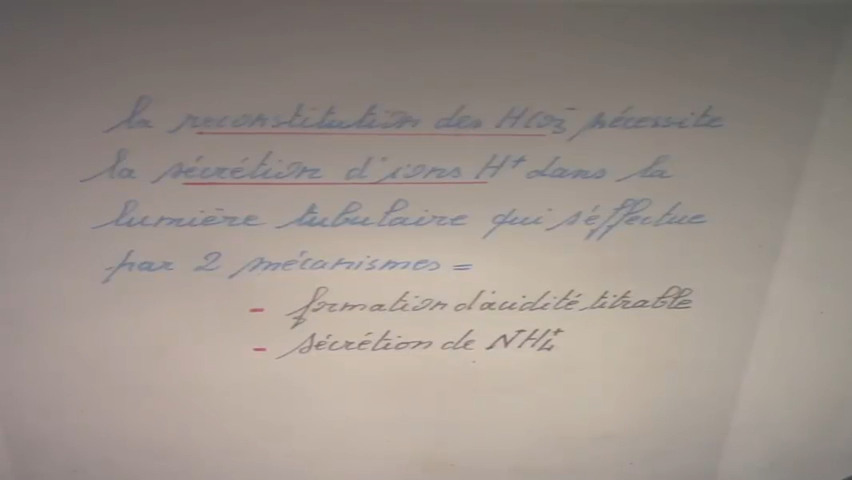 la reconstitution des HCO3⁻ nécessite
la sécrétion d'ions H⁺ dans la
lumière tubulaire qui s'effectue
par 2 mécanismes =
- formation d'acidité titrable
- sécrétion de NH4⁺